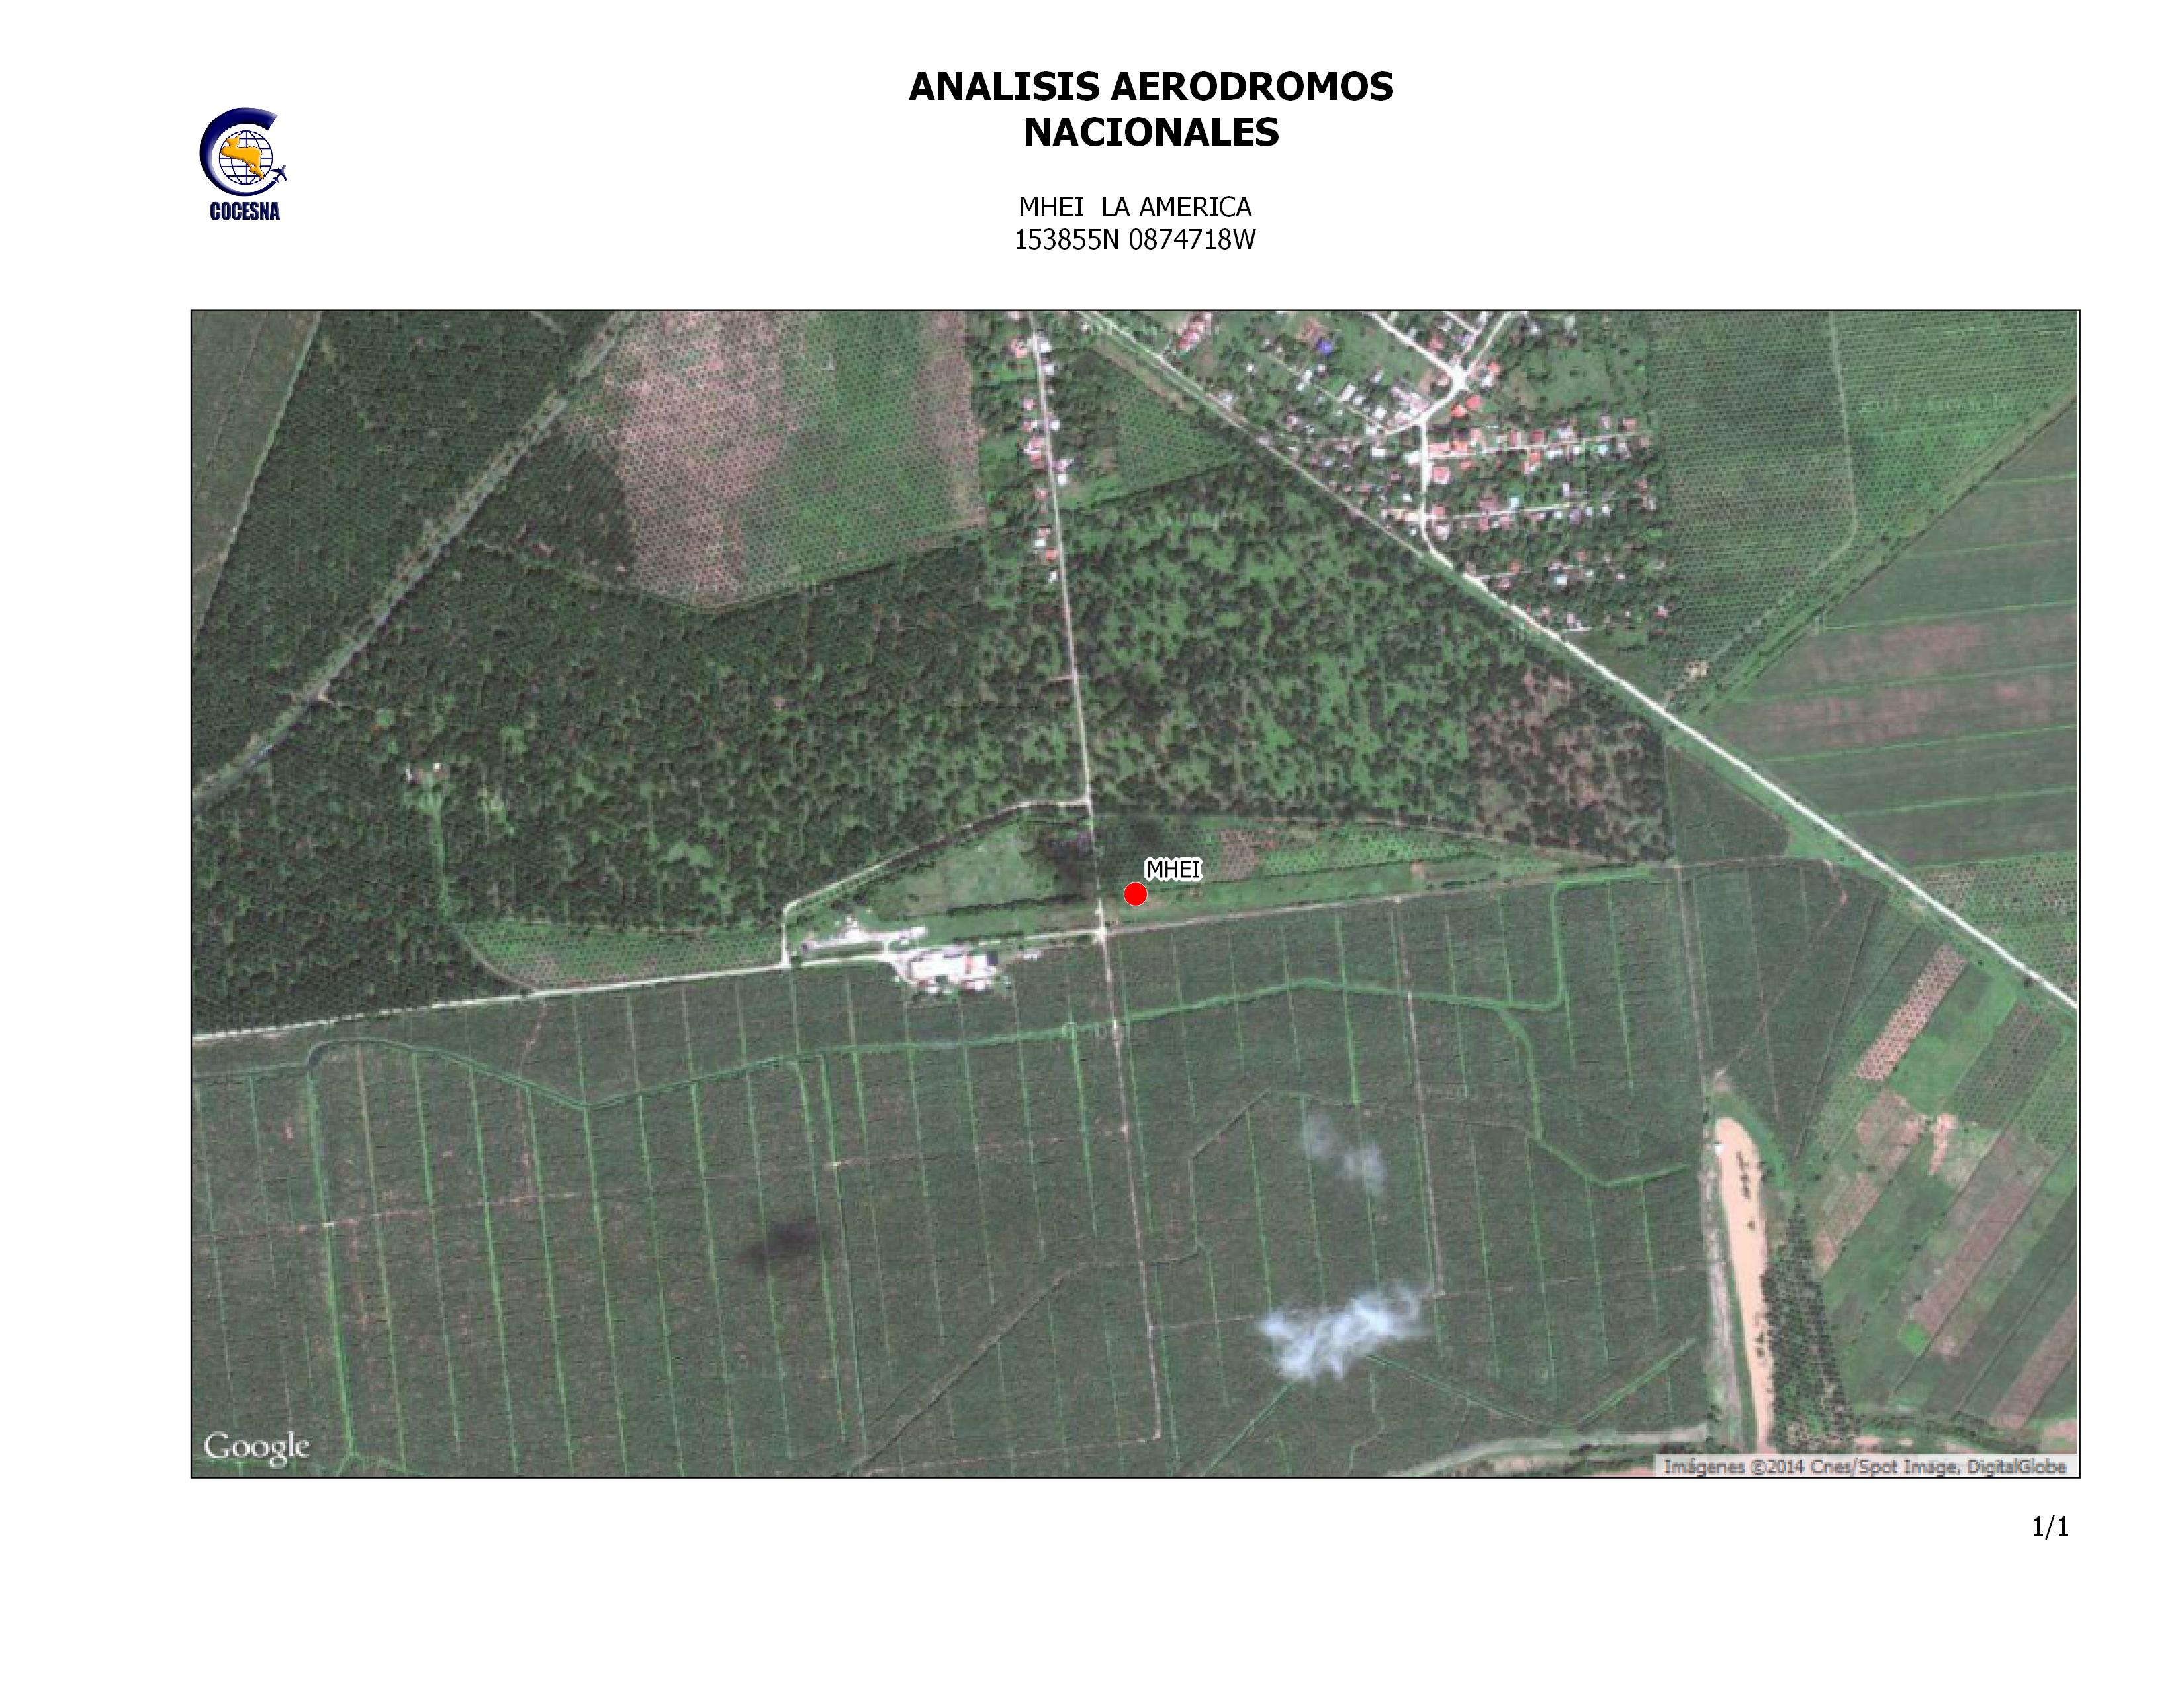 ANALISIS AERODROMOS
NACIONALES
COCESNA
MHEI LA AMERICA
153855N 0874718W
MHEI
Google
Imágenes ©2014 Cnes/Spot Image, DigitalGlobe
1/1